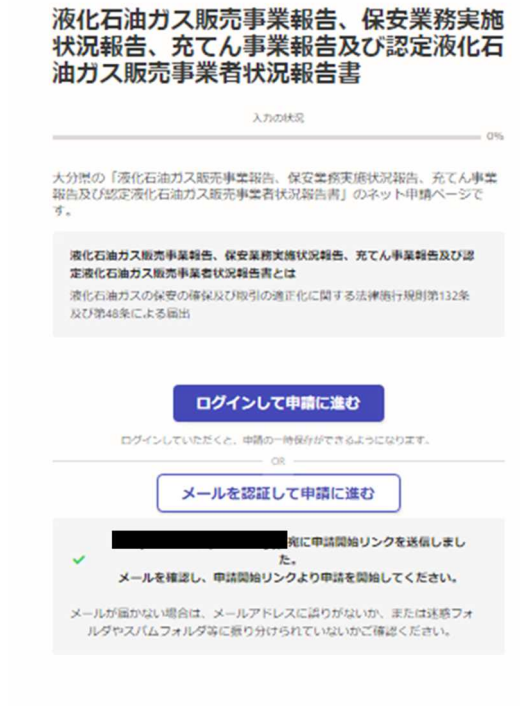 液化石油ガス販売事業報告、保安業務実施
状況報告、充てん事業報告及び認定液化石
油ガス販売事業者状況報告書
入力の状況
0%
大分県の「液化石油ガス販売事業報告、保安業務実施状況報告、充てん事業
報告及び認定液化石油ガス販売事業者状況報告書」のネット申請ページで
す。
液化石油ガス販売事業報告、保安業務実施状況報告、充てん事業報告及び認
定液化石油ガス販売事業者状況報告書とは
液化石油ガスの保安の確保及び取引の適正化に関する法律施行規則第132条
及び第48条による届出
ログインして申請に進む
ログインしていただくと、申請の一時保存ができるようになります。
OR
メールを認証して申請に進む
宛に申請開始リンクを送信しまし
た。
メールを確認し、申請開始リンクより申請を開始してください。
メールが届かない場合は、メールアドレスに誤りがないか、または迷惑フォ
ルダやスパムフォルダ等に振り分けられていないかご確認ください。